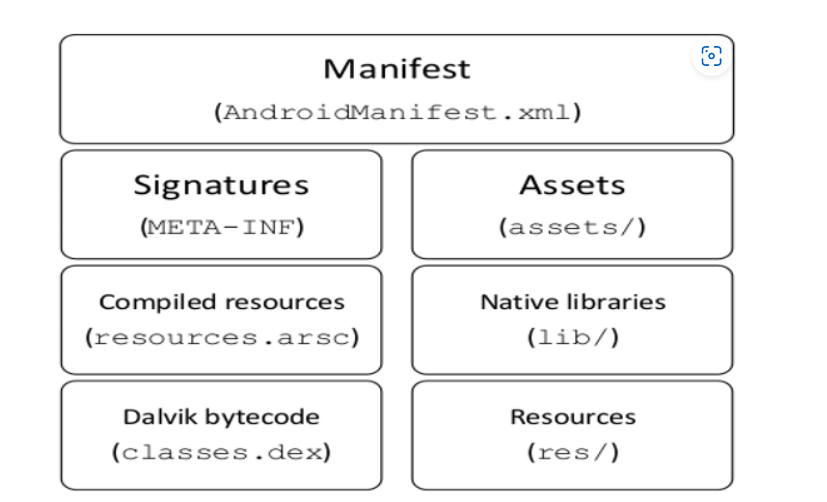 Manifest
(AndroidManifest.xml)
Signatures
(META-INF)
Assets
(assets/)
Compiled resources
(resources.arsc)
Native libraries
(lib/)
Dalvik bytecode
(classes.dex)
Resources
(res/)